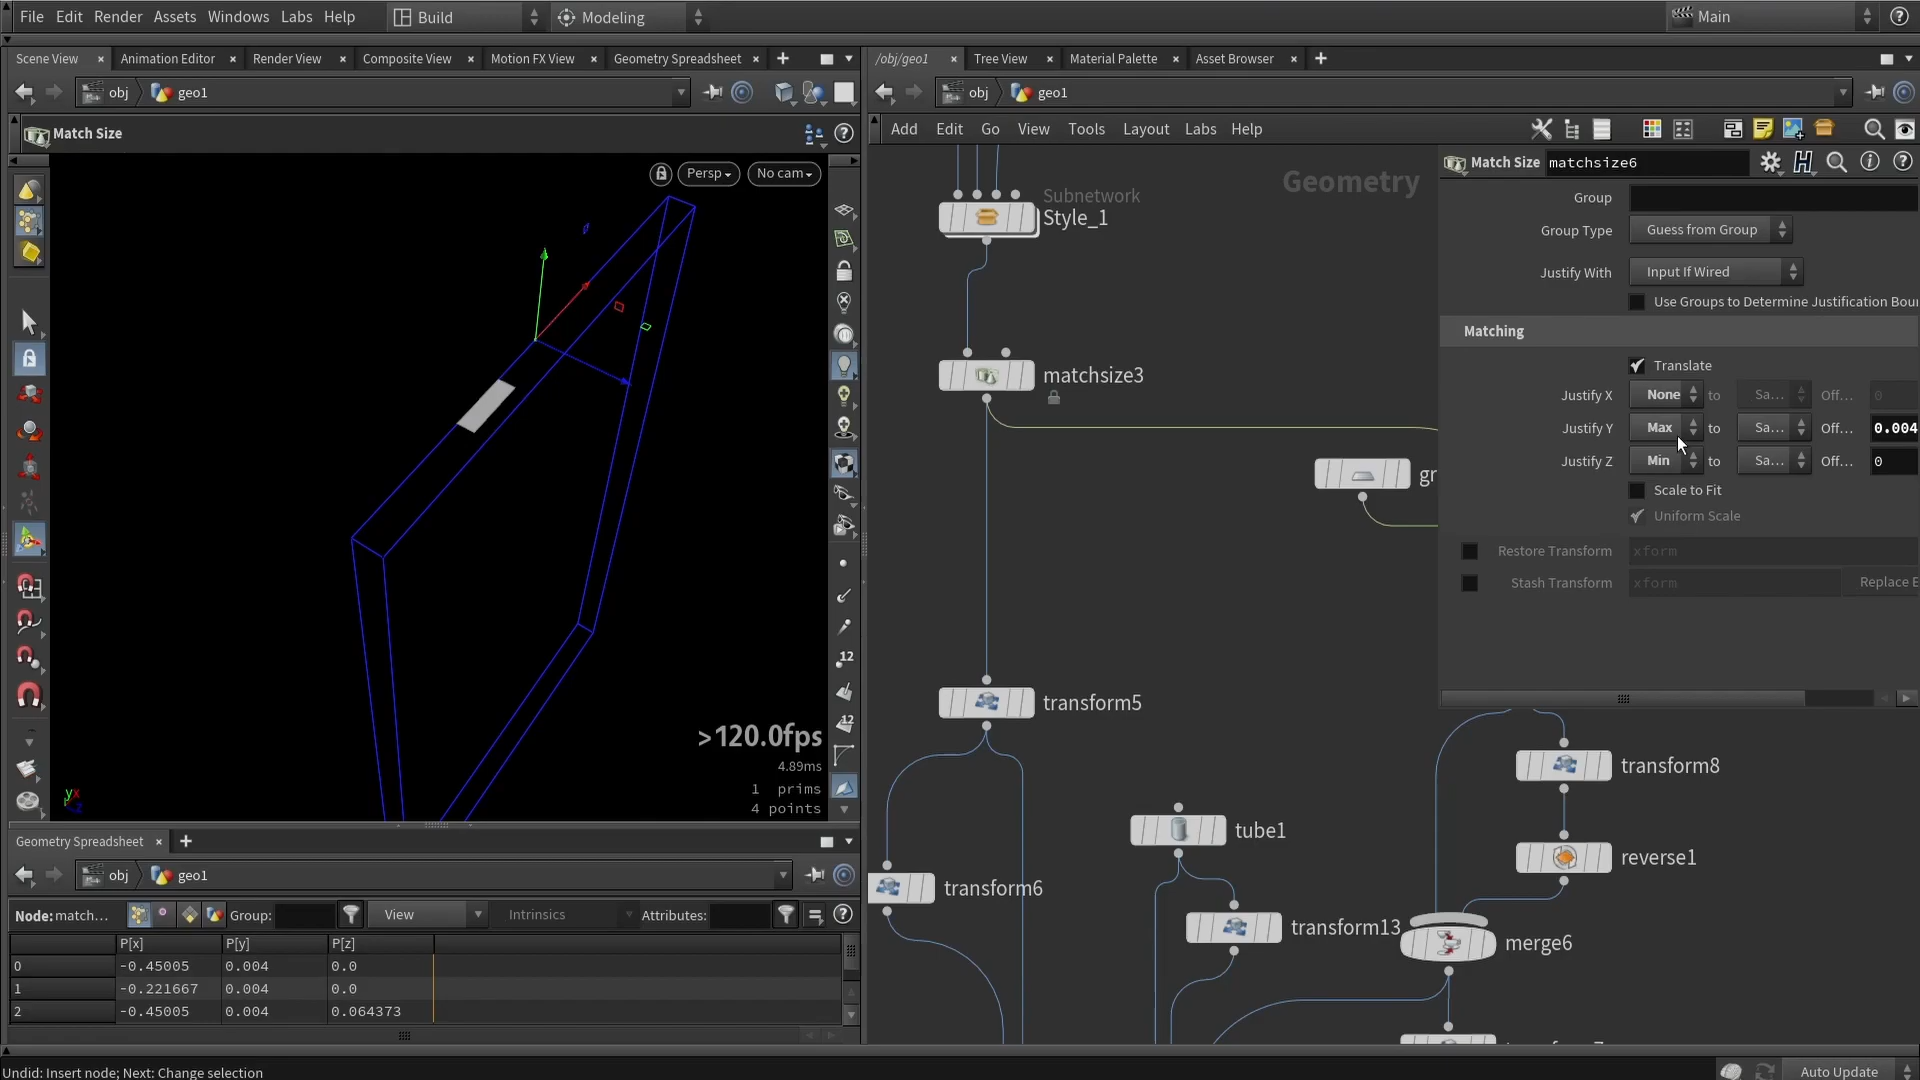 File Edit Render Assets Windows Labs Help Build Modeling Main
Scene View Animation Editor Render View Composite View Motion FX View Geometry Spreadsheet
/obj/geo1 Tree View Material Palette Asset Browser
obj geo1
obj geo1
Match Size
Add Edit Go View Tools Layout Labs Help
Persp No cam
Geometry
Match Size matchsize6
Group
Group Type Guess from Group
Justify With Input If Wired
Use Groups to Determine Justification Bou
Matching
Translate
Justify X None to Sa... Off... 0
Justify Y Max to Sa... Off... 0.004
Justify Z Min to Sa... Off... 0
Scale to Fit
Uniform Scale
Restore Transform xform
Stash Transform xform Replace E
Subnetwork
Style_1
matchsize3
gr
transform5
transform8
tube1
reverse1
transform6
transform13
merge6
12
12
>120.0fps
4.89ms
1 prims
4 points
y x
z
Geometry Spreadsheet
obj geo1
Node: match... Group: View Intrinsics Attributes:
P[x] P[y] P[z]
0 -0.45005 0.004 0.0
1 -0.221667 0.004 0.0
2 -0.45005 0.004 0.064373
Undid: Insert node; Next: Change selection
Auto Update